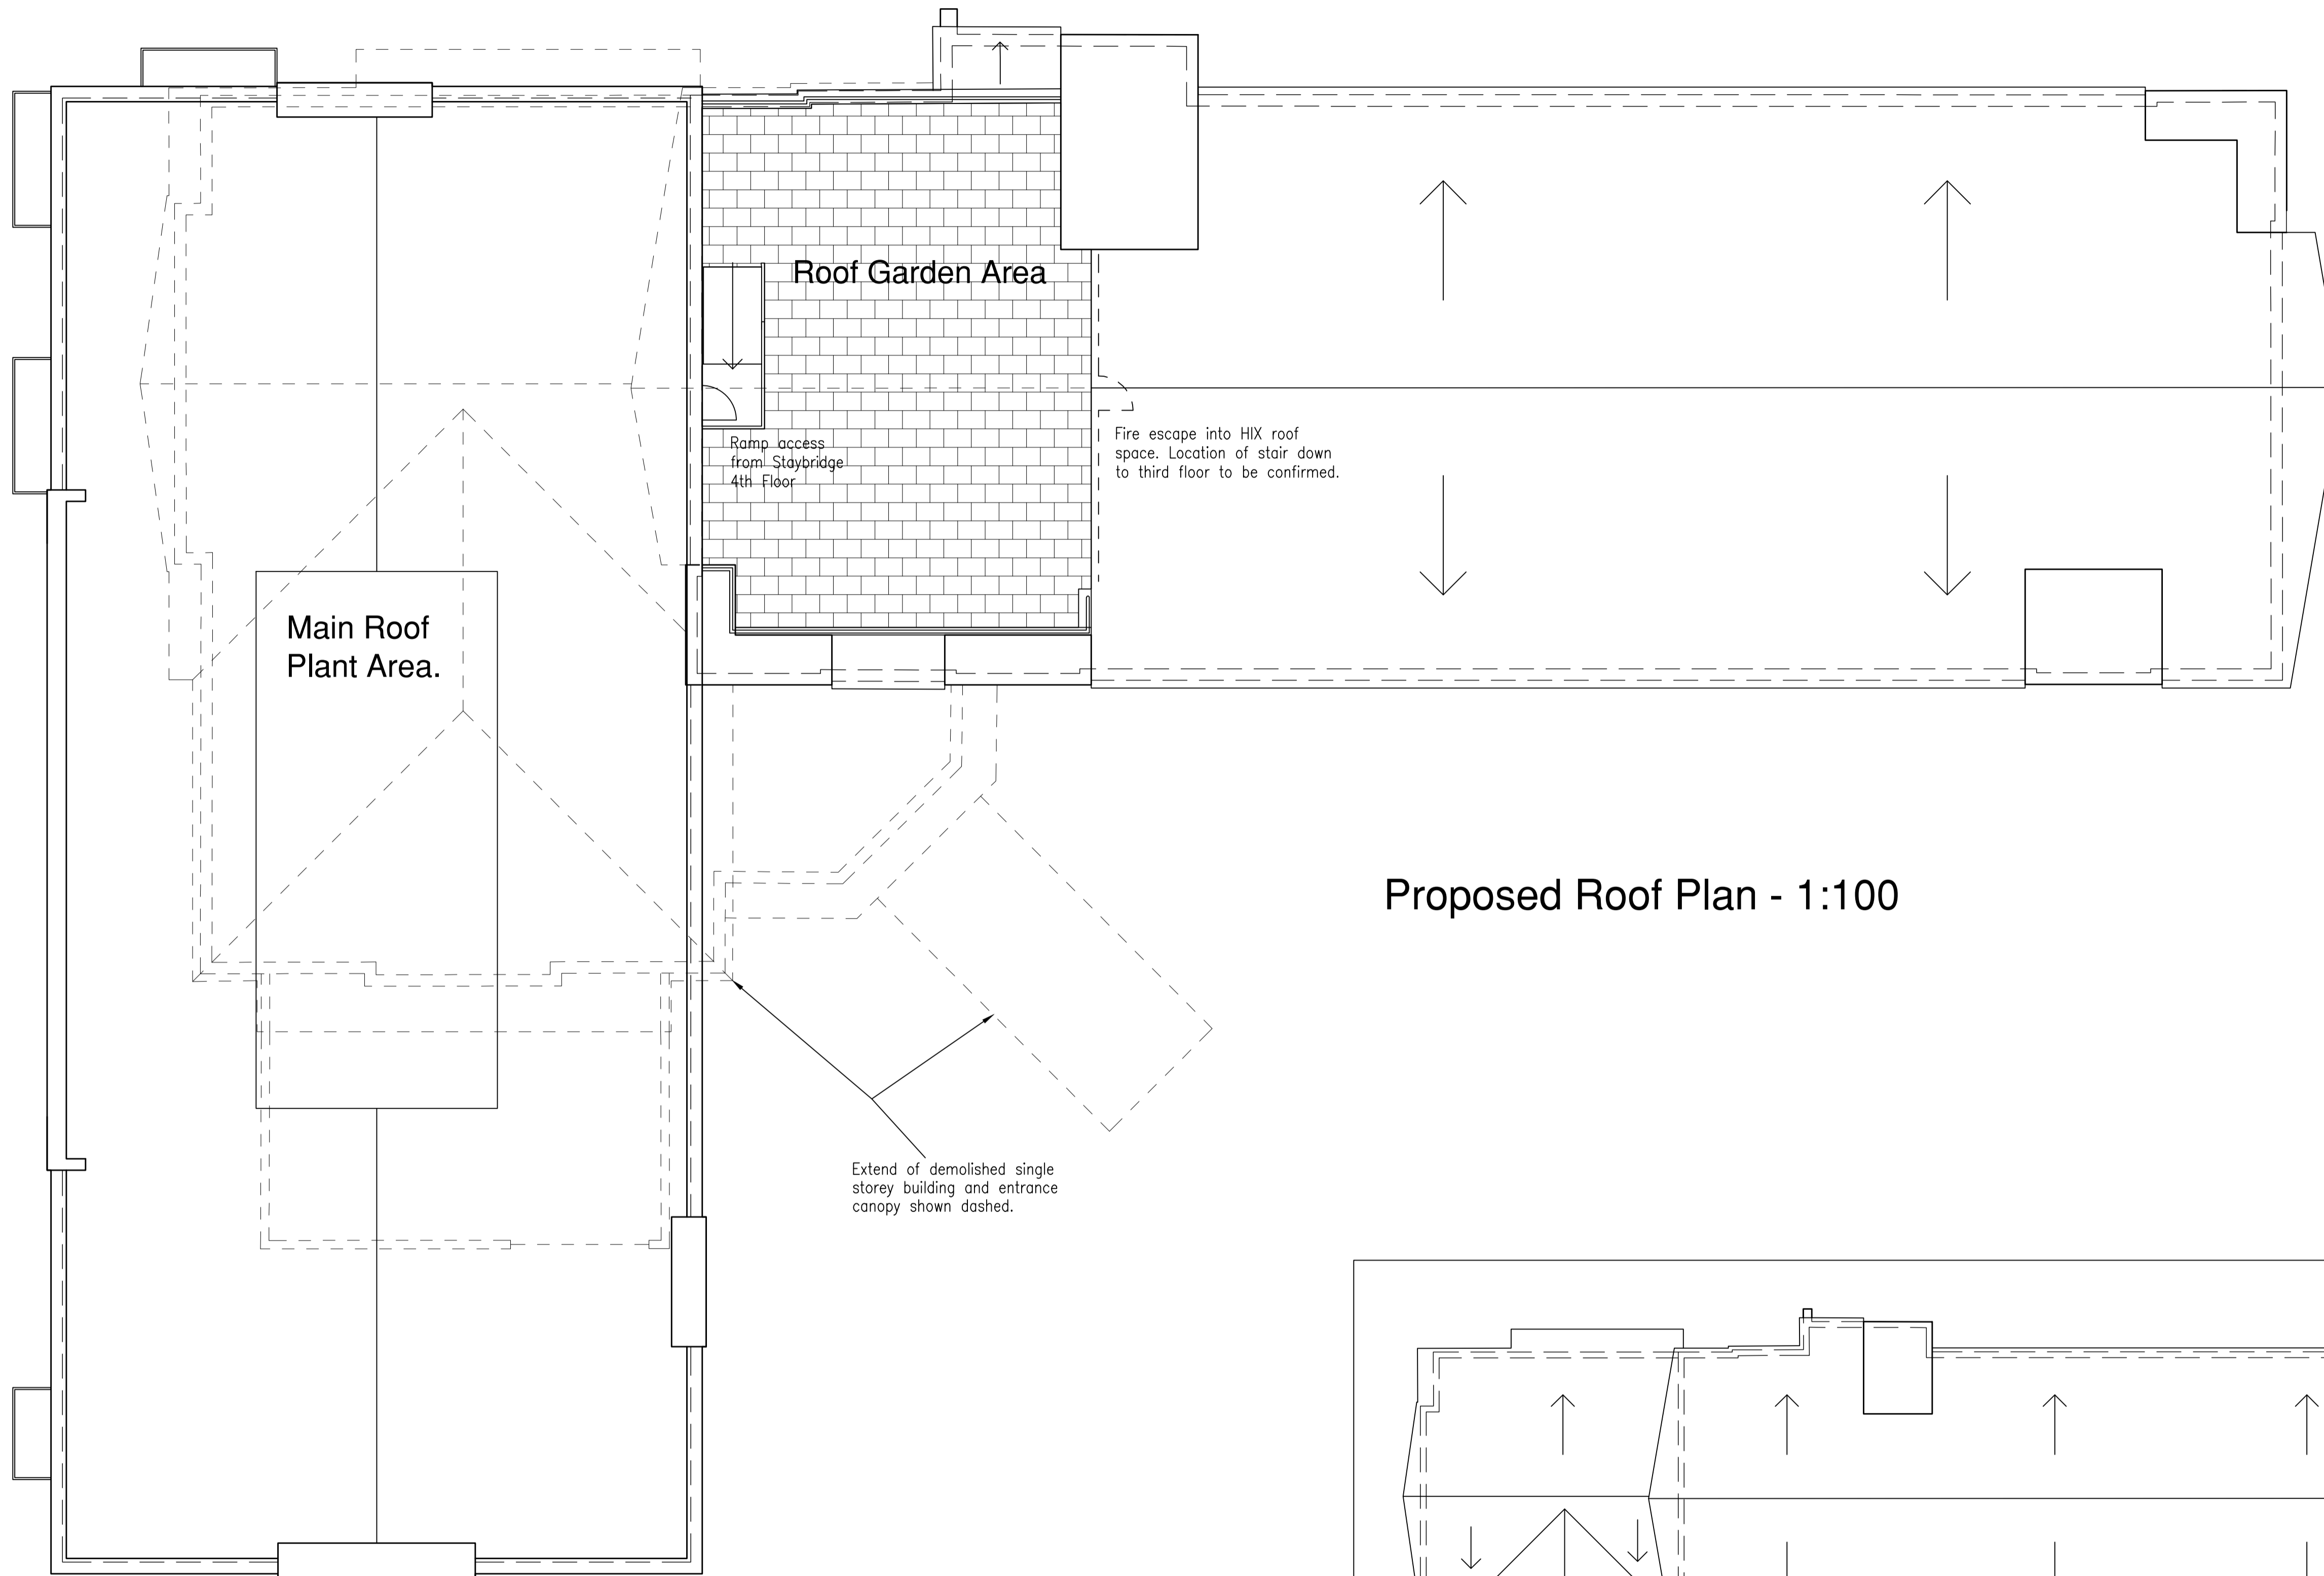 Roof Garden Area
Ramp access
from Staybridge
4th Floor
Fire escape into HIX roof
space. Location of stair down
to third floor to be confirmed.
Main Roof
Plant Area.
Proposed Roof Plan - 1:100
Extend of demolished single
storey building and entrance
canopy shown dashed.